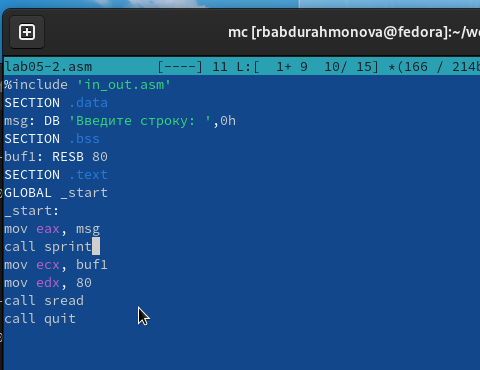 mc [rbabdurahmonova@fedora]:~/w
lab05-2.asm [----] 11 L:[ 1+ 9 10/ 15] *(166 / 214b
%include 'in_out.asm'
SECTION .data
msg: DB 'Введите строку: ',0h
SECTION .bss
buf1: RESB 80
SECTION .text
GLOBAL _start
_start:
mov eax, msg
call sprint
mov ecx, buf1
mov edx, 80
call sread
call quit